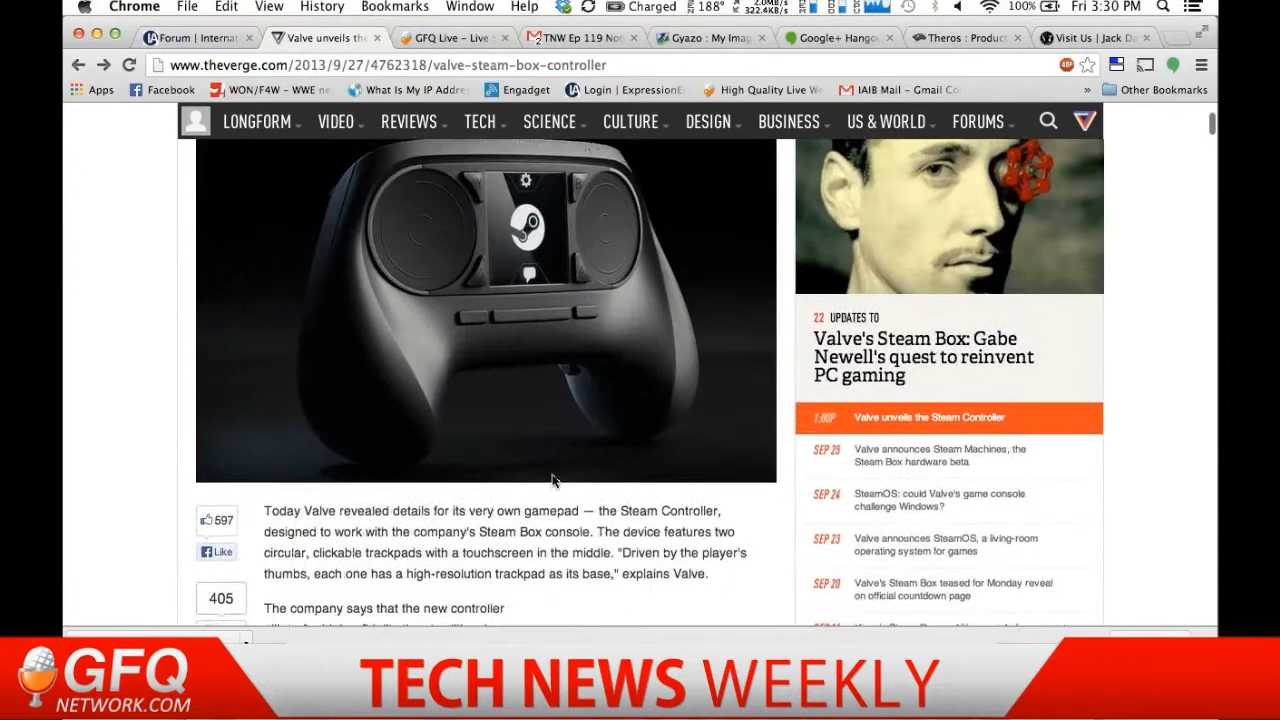 Chrome File Edit View History Bookmarks Window Help Charged 188° 2.0MB/s 322.4KB/s 100% Fri 3:30 PM
Forum | Internat Valve unveils the GFQ Live - Live TNW Ep 119 Not Gyazo : My Imag Google+ Hango Theros : Product Visit Us | Jack Da
www.theverge.com/2013/9/27/4762318/valve-steam-box-controller ABP
Apps Facebook WON/F4W - WWE ne What Is My IP Addre Engadget Login | ExpressionE High Quality Live W IAIB Mail - Gmail Co » Other Bookmarks
LONGFORM VIDEO REVIEWS TECH SCIENCE CULTURE DESIGN BUSINESS US & WORLD FORUMS
22 UPDATES TO
Valve's Steam Box: Gabe
Newell's quest to reinvent
PC gaming
1:00P Valve unveils the Steam Controller
SEP 25 Valve announces Steam Machines, the
Steam Box hardware beta
SEP 24 SteamOS: could Valve's game console
challenge Windows?
SEP 23 Valve announces SteamOS, a living-room
operating system for games
SEP 20 Valve's Steam Box teased for Monday reveal
on official countdown page
597
Like
405
Today Valve revealed details for its very own gamepad — the Steam Controller,
designed to work with the company's Steam Box console. The device features two
circular, clickable trackpads with a touchscreen in the middle. "Driven by the player's
thumbs, each one has a high-resolution trackpad as its base," explains Valve.
The company says that the new controller
GFQ
NETWORK.COM
TECH NEWS WEEKLY